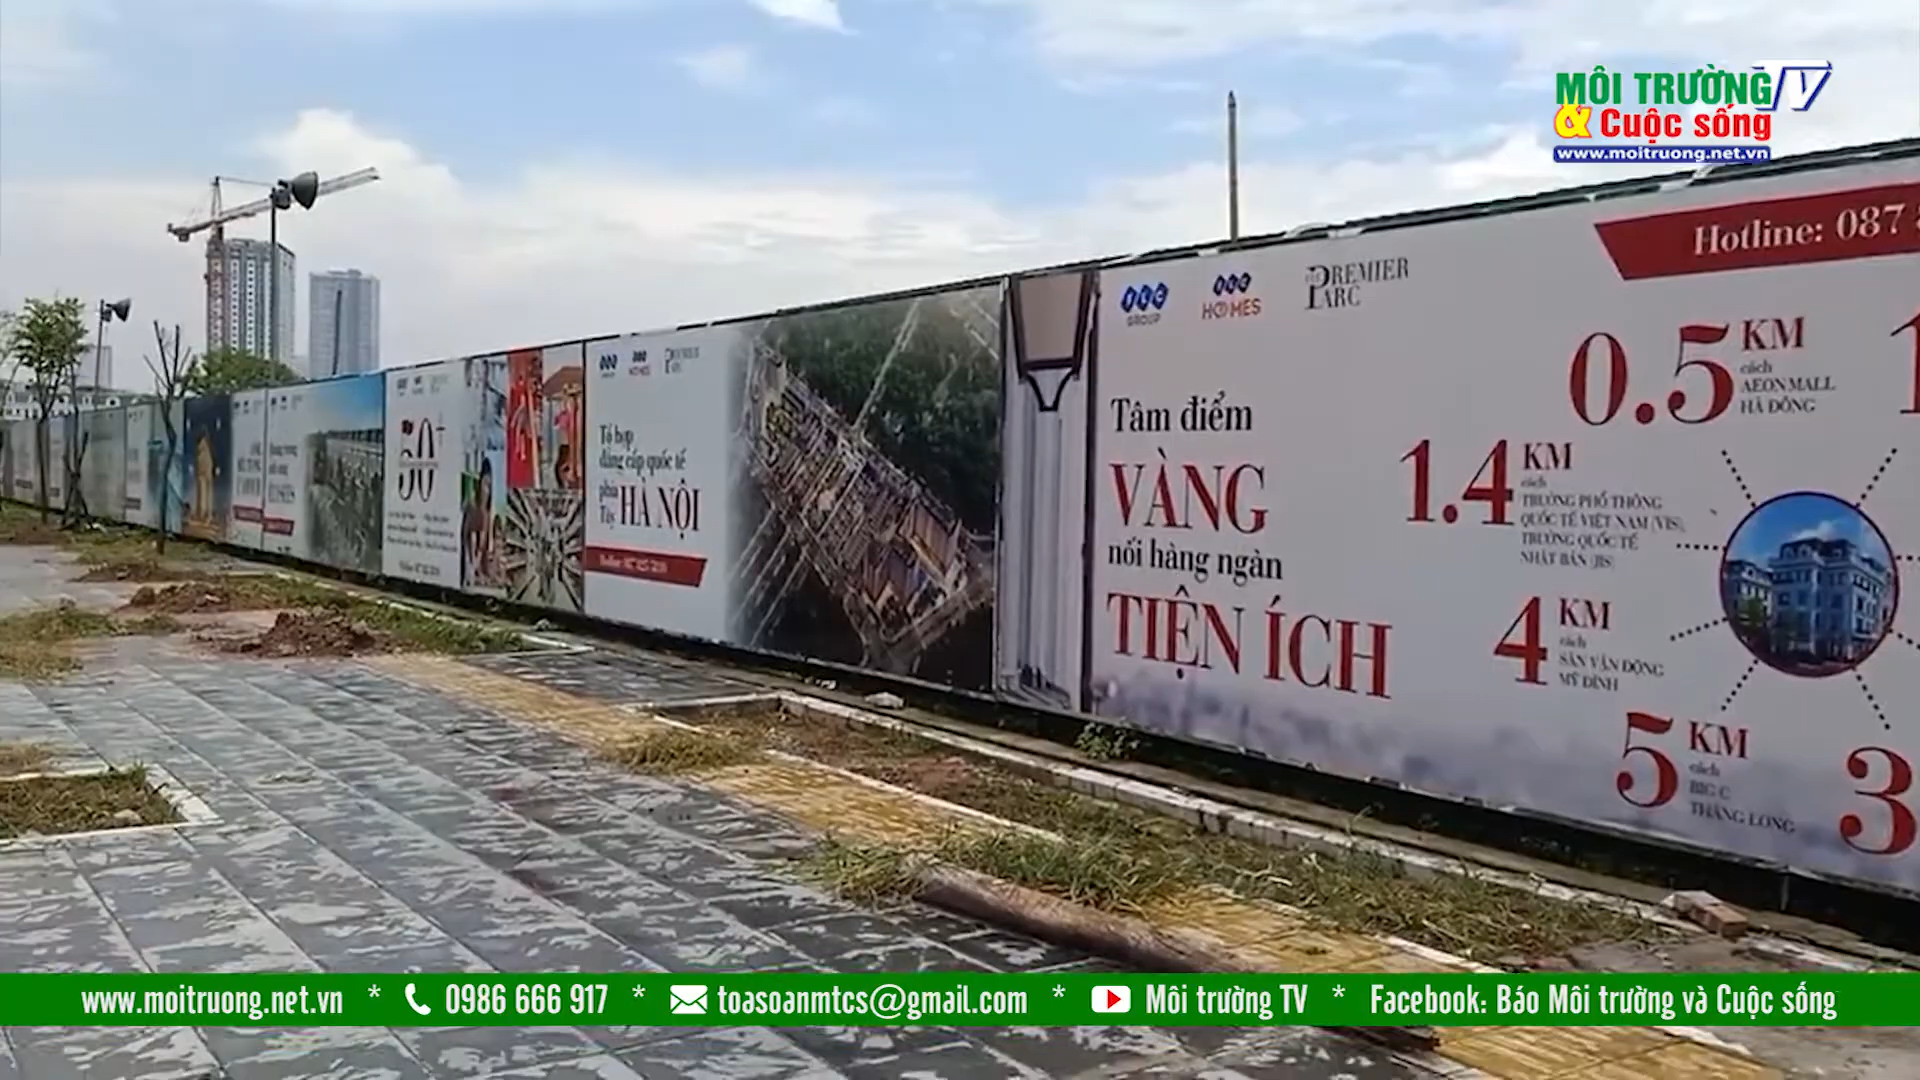 MÔI TRƯỜNG TV
& Cuộc sống
www.moitruong.net.vn
Hotline: 087
FLC GROUP
FLC HOMES
THE PREMIER PARC
Tâm điểm
VÀNG
nối hàng ngàn
TIỆN ÍCH
0.5 KM
cách
AEON MALL
HÀ ĐÔNG
1.4 KM
cách
TRƯỜNG PHỔ THÔNG
QUỐC TẾ VIỆT NAM (VIS),
TRƯỜNG QUỐC TẾ
NHẬT BẢN (JIS)
4 KM
cách
SÂN VẬN ĐỘNG
MỸ ĐÌNH
5 KM
cách
BIG C
THĂNG LONG
3
GROUP
HOMES
PREMIER PARC
Tổ hợp
đẳng cấp quốc tế
phía
Tây HÀ NỘI
50+
www.moitruong.net.vn * 0986 666 917 * toasoanmtcs@gmail.com * Môi trường TV * Facebook: Báo Môi trường và Cuộc sống